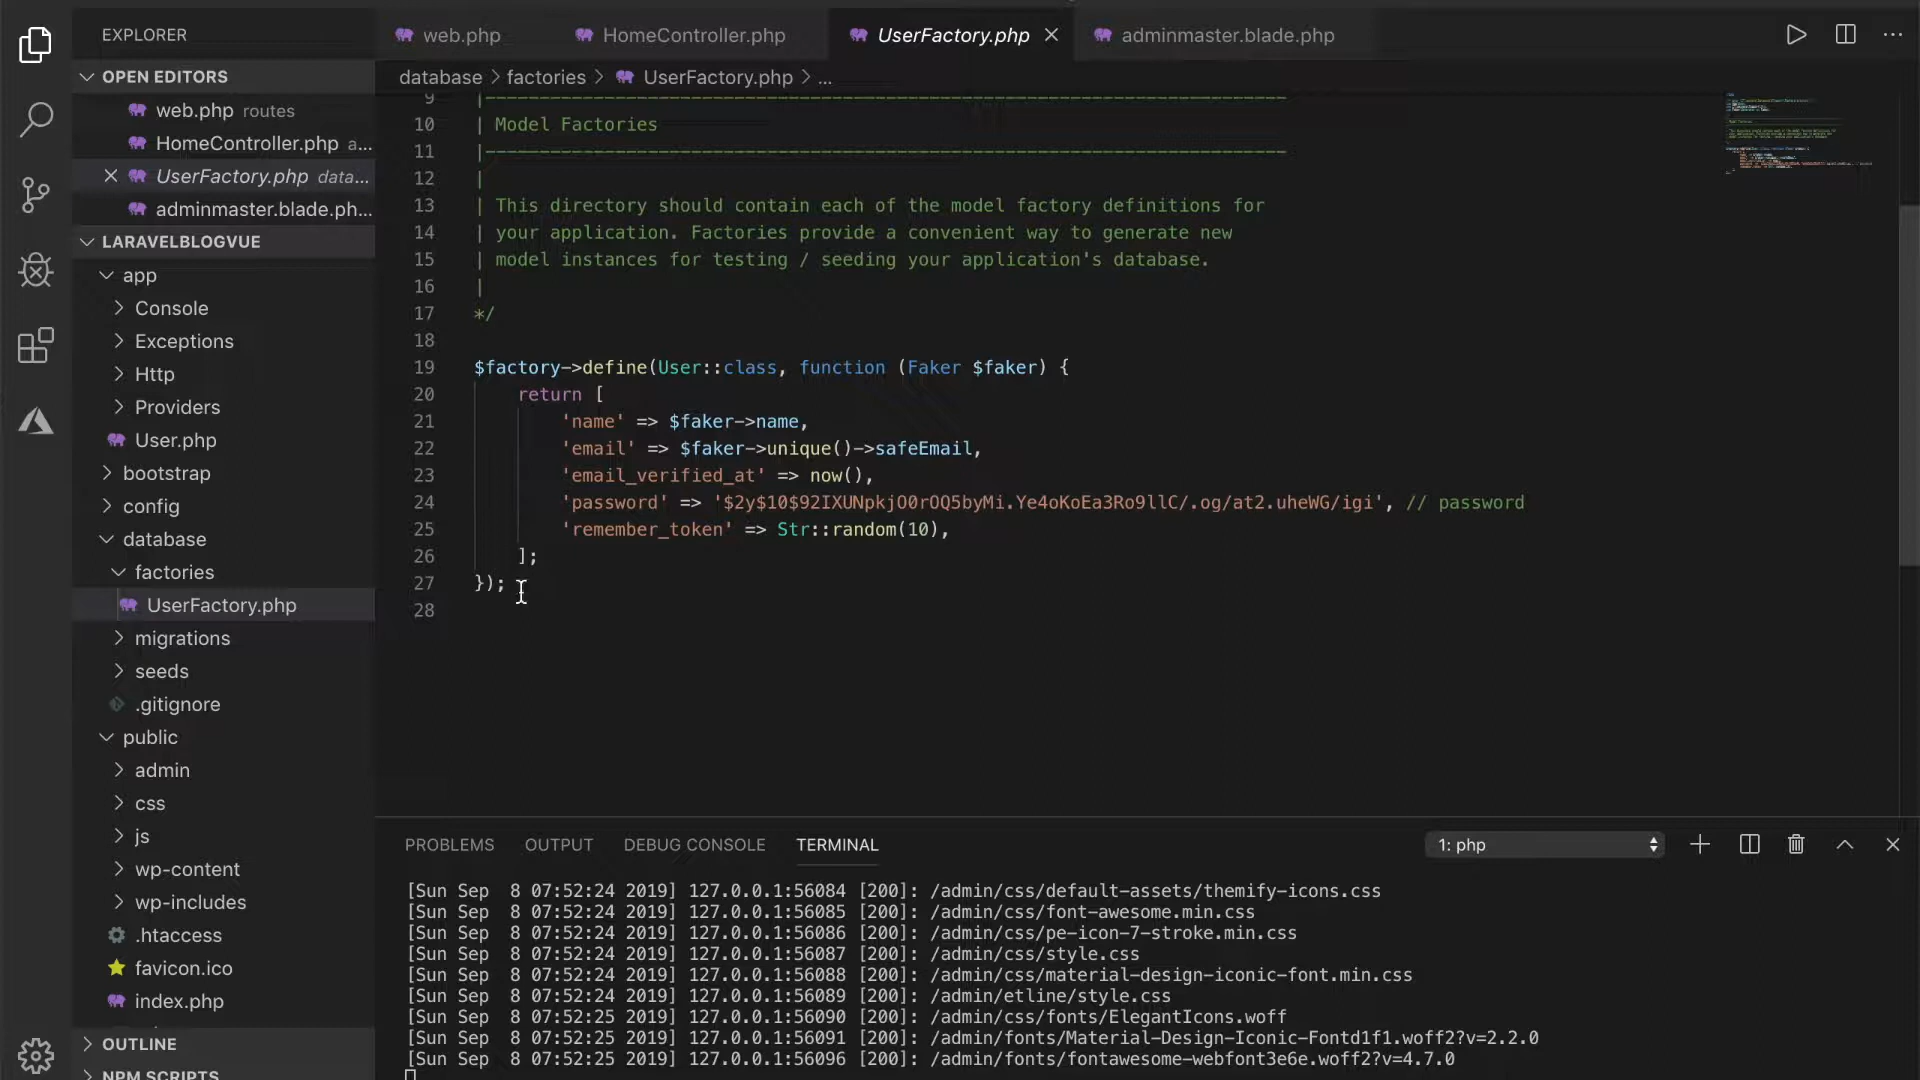 EXPLORER
OPEN EDITORS
web.php routes
HomeController.php a...
UserFactory.php data...
adminmaster.blade.ph...
LARAVELBLOGVUE
app
Console
Exceptions
Http
Providers
User.php
bootstrap
config
database
factories
UserFactory.php
migrations
seeds
.gitignore
public
admin
css
js
wp-content
wp-includes
.htaccess
favicon.ico
index.php
OUTLINE
NPM SCRIPTS
web.php HomeController.php UserFactory.php adminmaster.blade.php
database > factories > UserFactory.php > ...
9 |--------------------------------------------------------------------------
10 | Model Factories
11 |--------------------------------------------------------------------------
12 |
13 | This directory should contain each of the model factory definitions for
14 | your application. Factories provide a convenient way to generate new
15 | model instances for testing / seeding your application's database.
16 |
17 */
18
19 $factory->define(User::class, function (Faker $faker) {
20 return [
21 'name' => $faker->name,
22 'email' => $faker->unique()->safeEmail,
23 'email_verified_at' => now(),
24 'password' => '$2y$10$92IXUNpkjO0rOQ5byMi.Ye4oKoEa3Ro9llC/.og/at2.uheWG/igi', // password
25 'remember_token' => Str::random(10),
26 ];
27 });
28
PROBLEMS OUTPUT DEBUG CONSOLE TERMINAL 1: php
[Sun Sep  8 07:52:24 2019] 127.0.0.1:56084 [200]: /admin/css/default-assets/themify-icons.css
[Sun Sep  8 07:52:24 2019] 127.0.0.1:56085 [200]: /admin/css/font-awesome.min.css
[Sun Sep  8 07:52:24 2019] 127.0.0.1:56086 [200]: /admin/css/pe-icon-7-stroke.min.css
[Sun Sep  8 07:52:24 2019] 127.0.0.1:56087 [200]: /admin/css/style.css
[Sun Sep  8 07:52:24 2019] 127.0.0.1:56088 [200]: /admin/css/material-design-iconic-font.min.css
[Sun Sep  8 07:52:24 2019] 127.0.0.1:56089 [200]: /admin/etline/style.css
[Sun Sep  8 07:52:25 2019] 127.0.0.1:56090 [200]: /admin/css/fonts/ElegantIcons.woff
[Sun Sep  8 07:52:25 2019] 127.0.0.1:56091 [200]: /admin/fonts/Material-Design-Iconic-Fontd1f1.woff2?v=2.2.0
[Sun Sep  8 07:52:25 2019] 127.0.0.1:56096 [200]: /admin/fonts/fontawesome-webfont3e6e.woff2?v=4.7.0